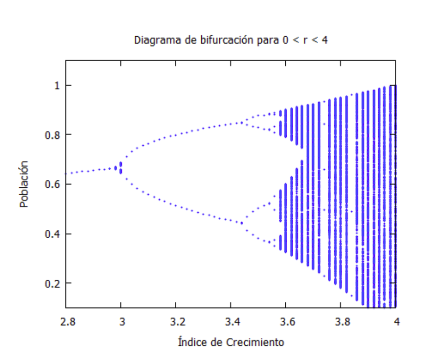 Diagrama de bifurcación para 0 < r < 4
1
0.8
0.6
0.4
0.2
Población
2.8 3 3.2 3.4 3.6 3.8 4
Índice de Crecimiento